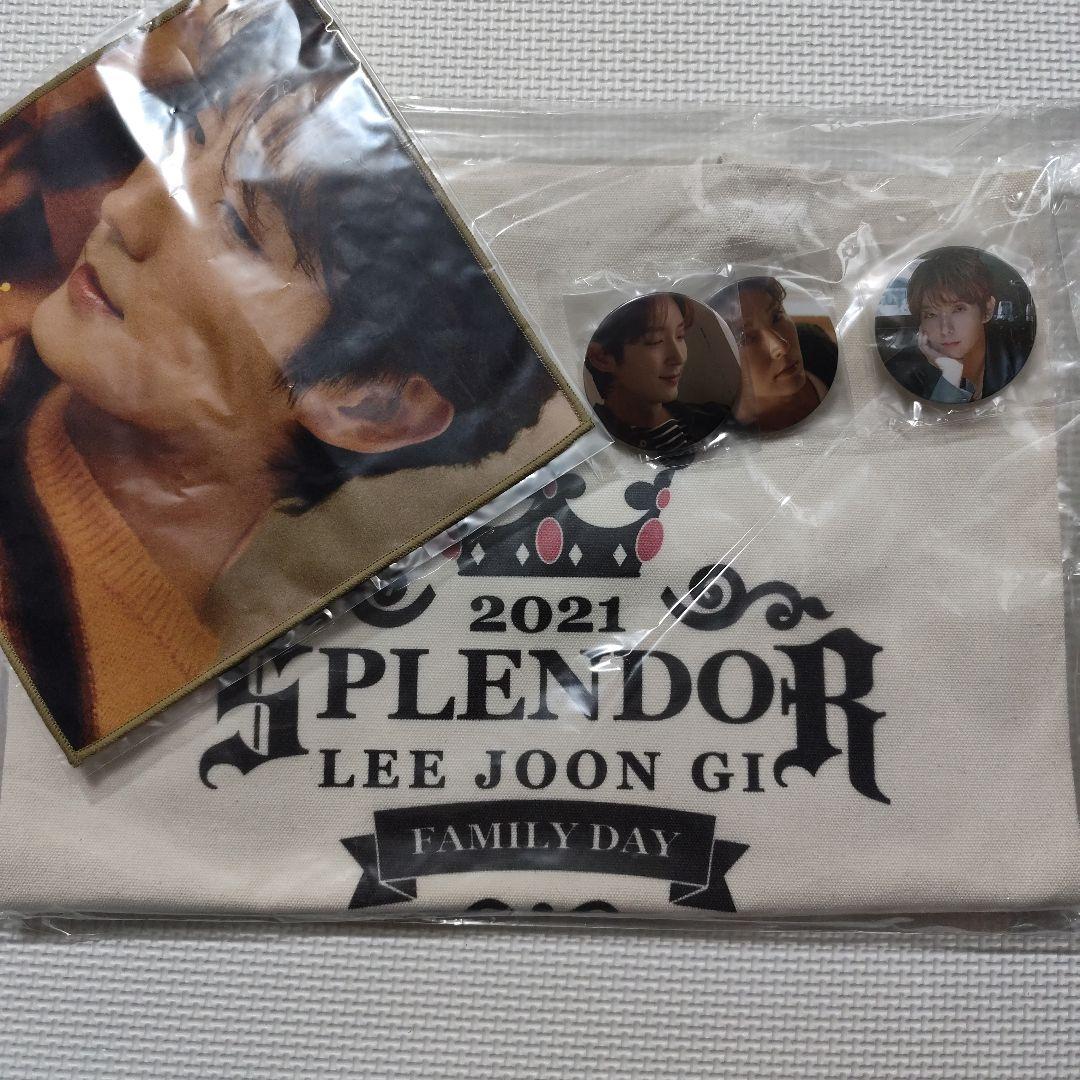 2021
SPLENDOR
LEE JOON GI
FAMILY DAY